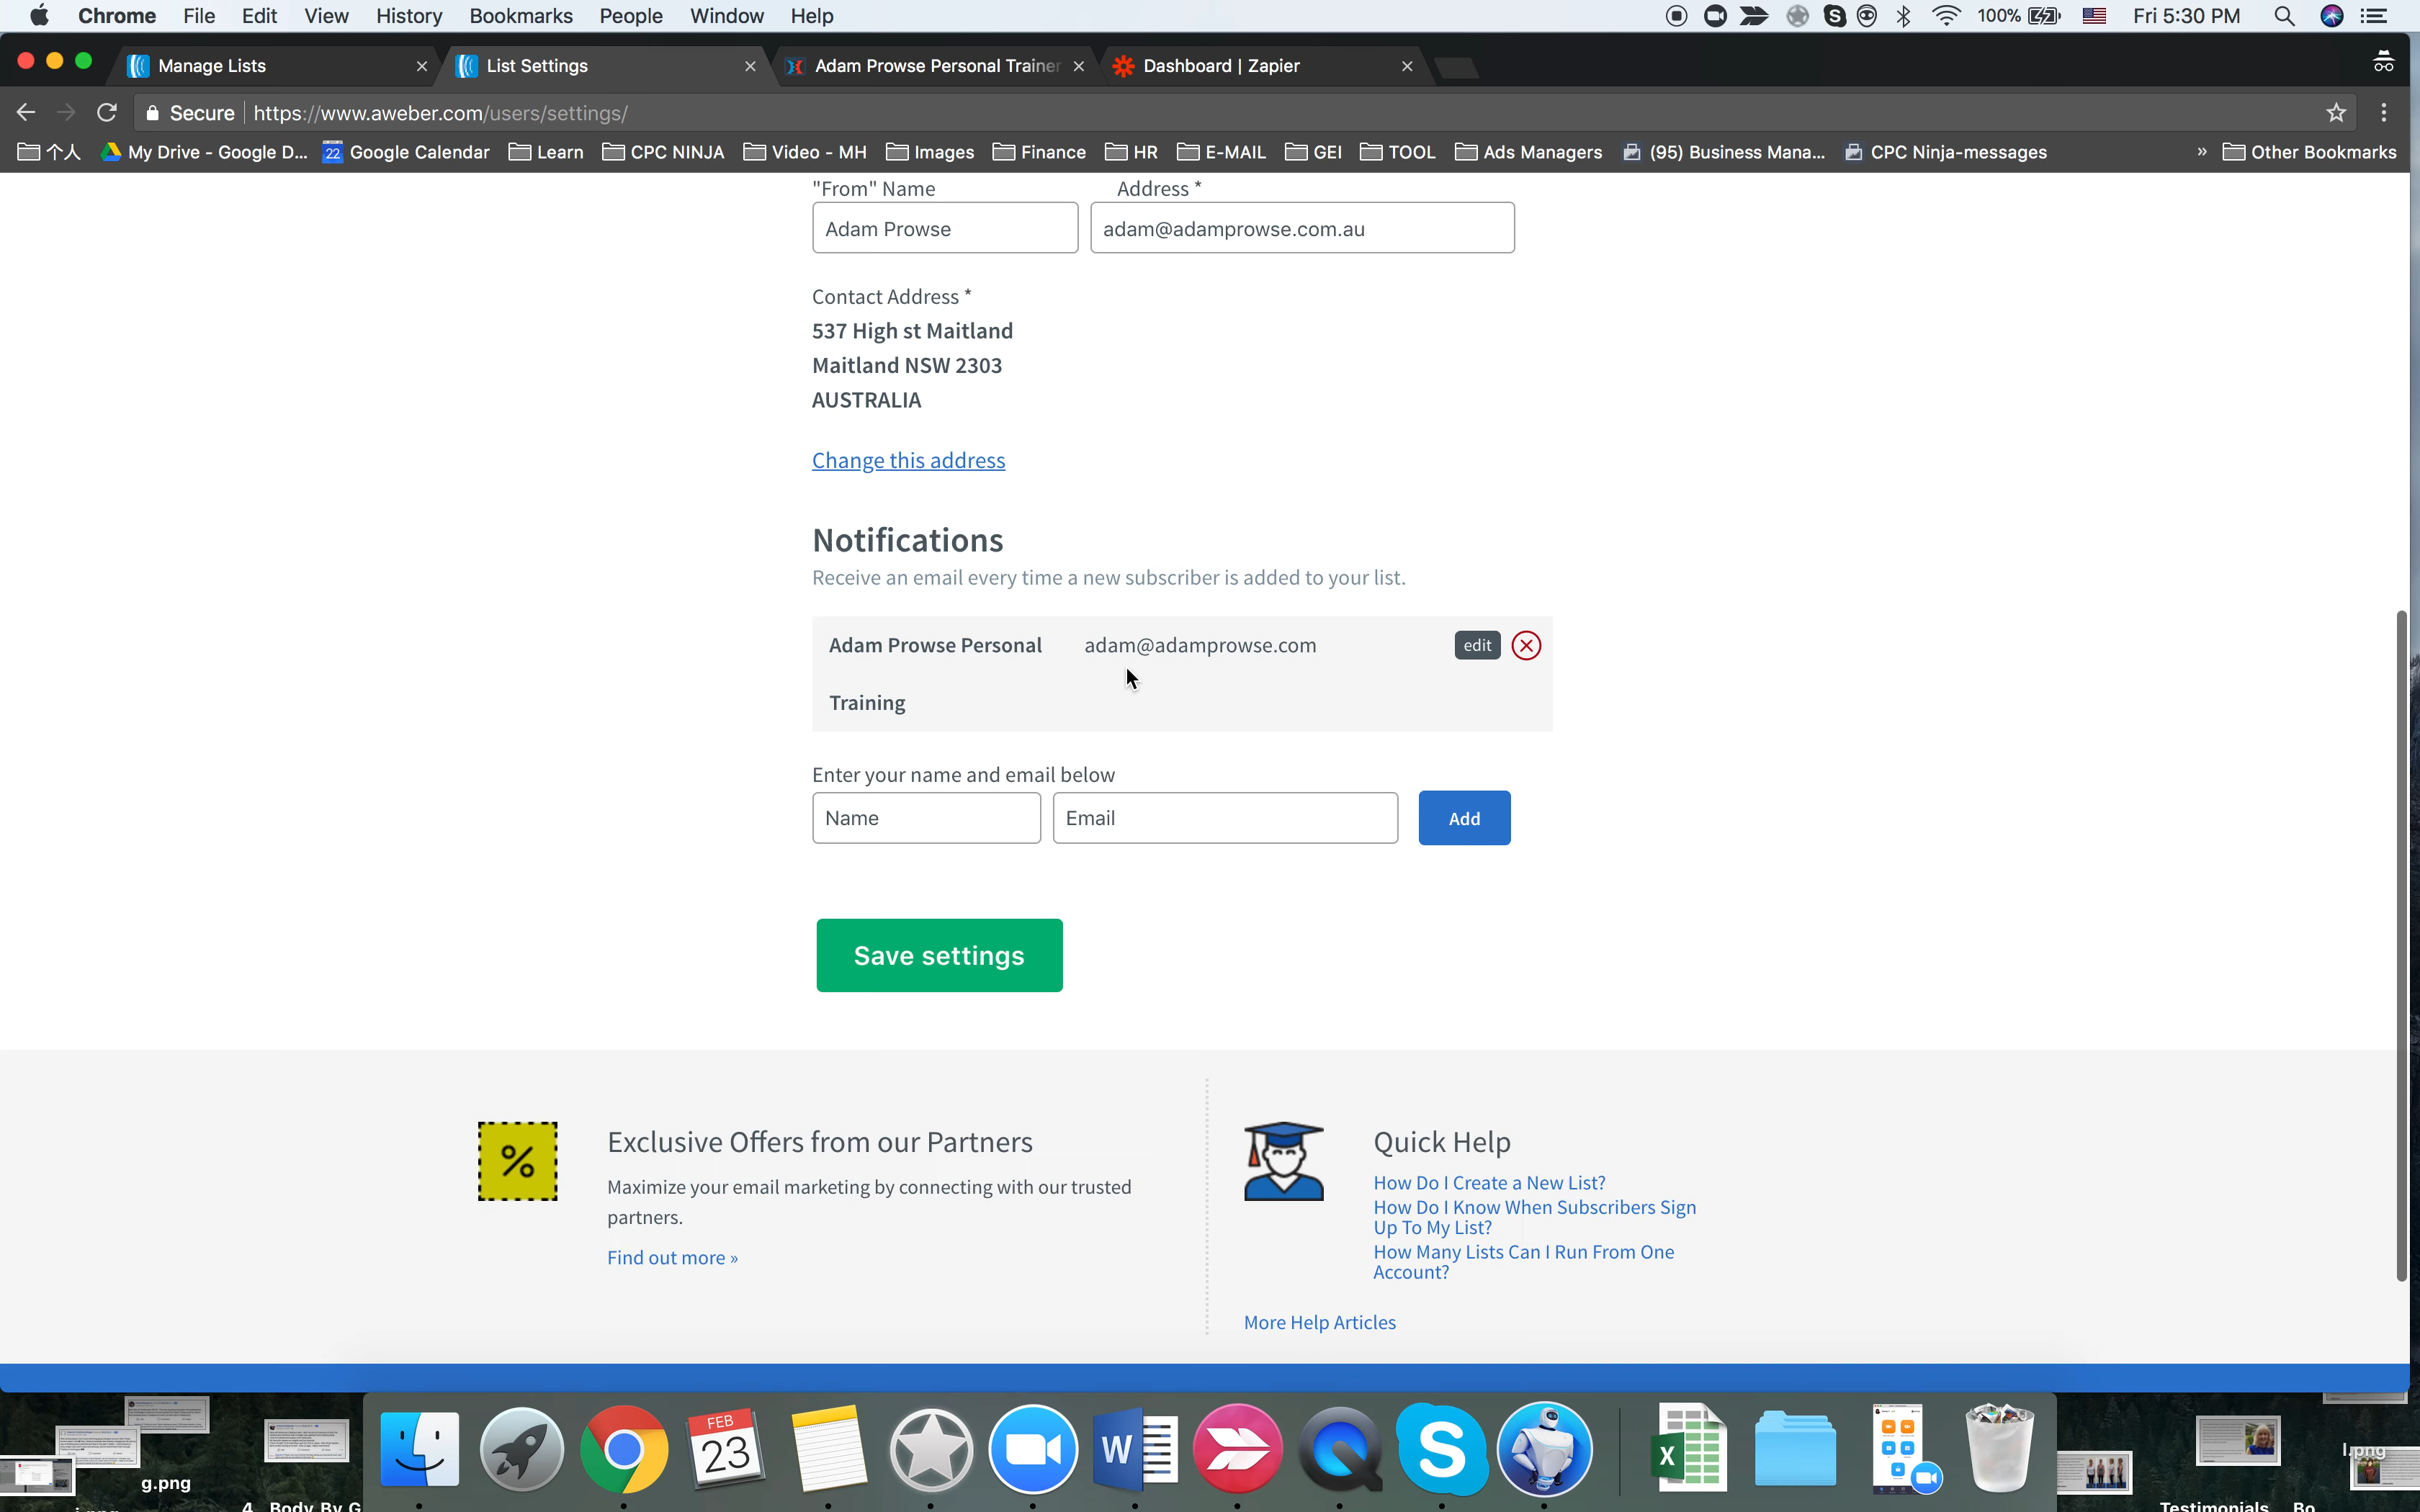 Chrome File Edit View History Bookmarks People Window Help 100% Fri 5:30 PM
Manage Lists List Settings Adam Prowse Personal Trainer Dashboard | Zapier
Secure https://www.aweber.com/users/settings/
个人 My Drive - Google D... 22 Google Calendar Learn CPC NINJA Video - MH Images Finance HR E-MAIL GEI TOOL Ads Managers (95) Business Mana... CPC Ninja-messages » Other Bookmarks
"From" Name Address *
Adam Prowse adam@adamprowse.com.au
Contact Address *
537 High st Maitland
Maitland NSW 2303
AUSTRALIA
Change this address
Notifications
Receive an email every time a new subscriber is added to your list.
Adam Prowse Personal adam@adamprowse.com edit
Training
Enter your name and email below
Name Email Add
Save settings
% Exclusive Offers from our Partners
Maximize your email marketing by connecting with our trusted
partners.
Find out more »
Quick Help
How Do I Create a New List?
How Do I Know When Subscribers Sign
Up To My List?
How Many Lists Can I Run From One
Account?
More Help Articles
FEB
23
W
S
X
g.png
l.png
4 Body By G
Testimonials Bo